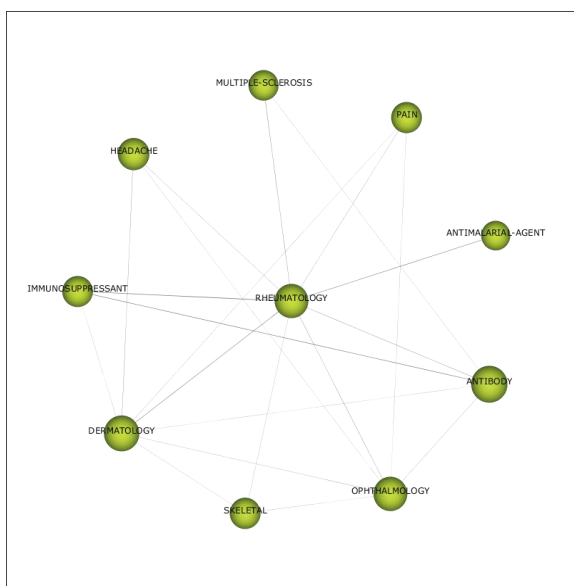 MULTIPLE-SCLEROSIS
PAIN
HEADACHE
ANTIMALARIAL-AGENT
IMMUNOSUPPRESSANT
RHEUMATOLOGY
ANTIBODY
DERMATOLOGY
OPHTHALMOLOGY
SKELETAL